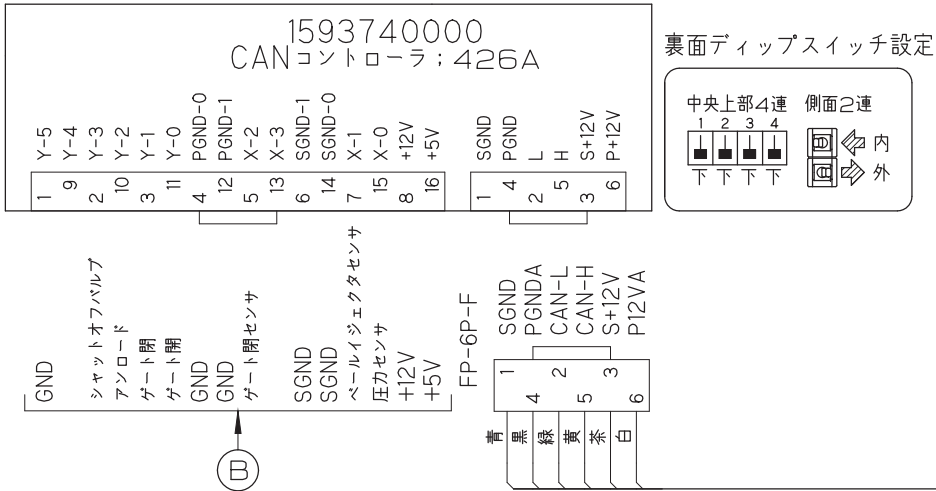 1593740000
CANコントローラ；426A
Y-5
Y-4
Y-3
Y-2
Y-1
Y-0
PGND-0
PGND-1
X-2
X-3
SGND-1
SGND-0
X-1
X-0
+12V
+5V
1
9
2
10
3
11
4
12
5
13
6
14
7
15
8
16
SGND
PGND
L
H
S+12V
P+12V
1
4
2
5
3
6
裏面ディップスイッチ設定
中央上部4連 側面2連
1 2 3 4
下 下 下 下
内
外
GND
シャットオフバルブ
アンロード
ゲート閉
ゲート開
GND
GND
ゲート閉センサ
SGND
SGND
ベールイジェクタセンサ
圧力センサ
+12V
+5V
B
FP-6P-F
SGND
PGNDA
CAN-L
CAN-H
S+12V
P12VA
1
4
2
5
3
6
青
黒
緑
黄
茶
白